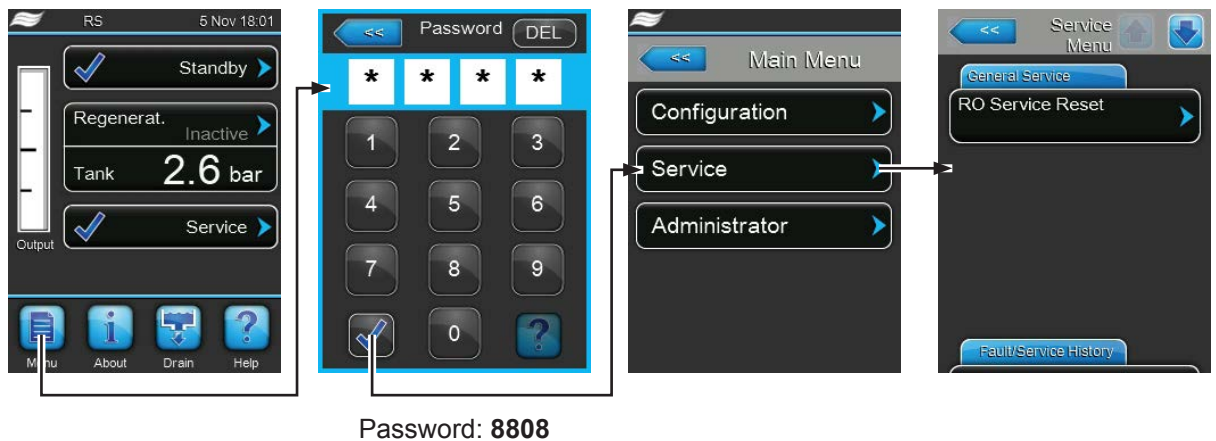 RS 5 Nov 18:01
Standby
Regenerat.
Inactive
Tank 2.6 bar
Service
Output
Menu About Drain Help
<< Password DEL
* * * *
1 2 3
4 5 6
7 8 9
0 ?
Password: 8808
<< Main Menu
Configuration
Service
Administrator
<< Service
Menu
General Service
RO Service Reset
Fault/Service History